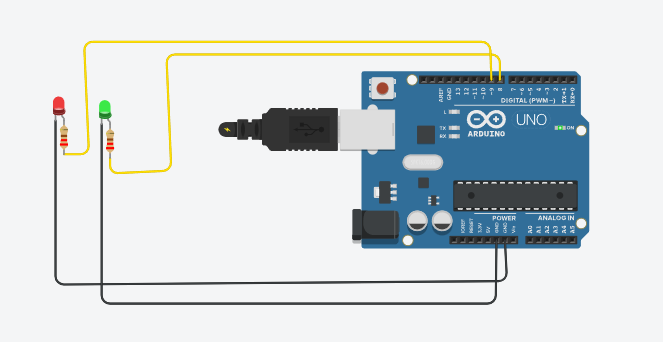 AREF
GND
13
12
~11
~10
~9
8
7
~6
~5
4
~3
2
TX→1
RX←0
DIGITAL (PWM~)
L
TX
RX
UNO
ARDUINO
ON
POWER
ANALOG IN
IOREF
RESET
3.3V
5V
GND
GND
Vin
A0
A1
A2
A3
A4
A5